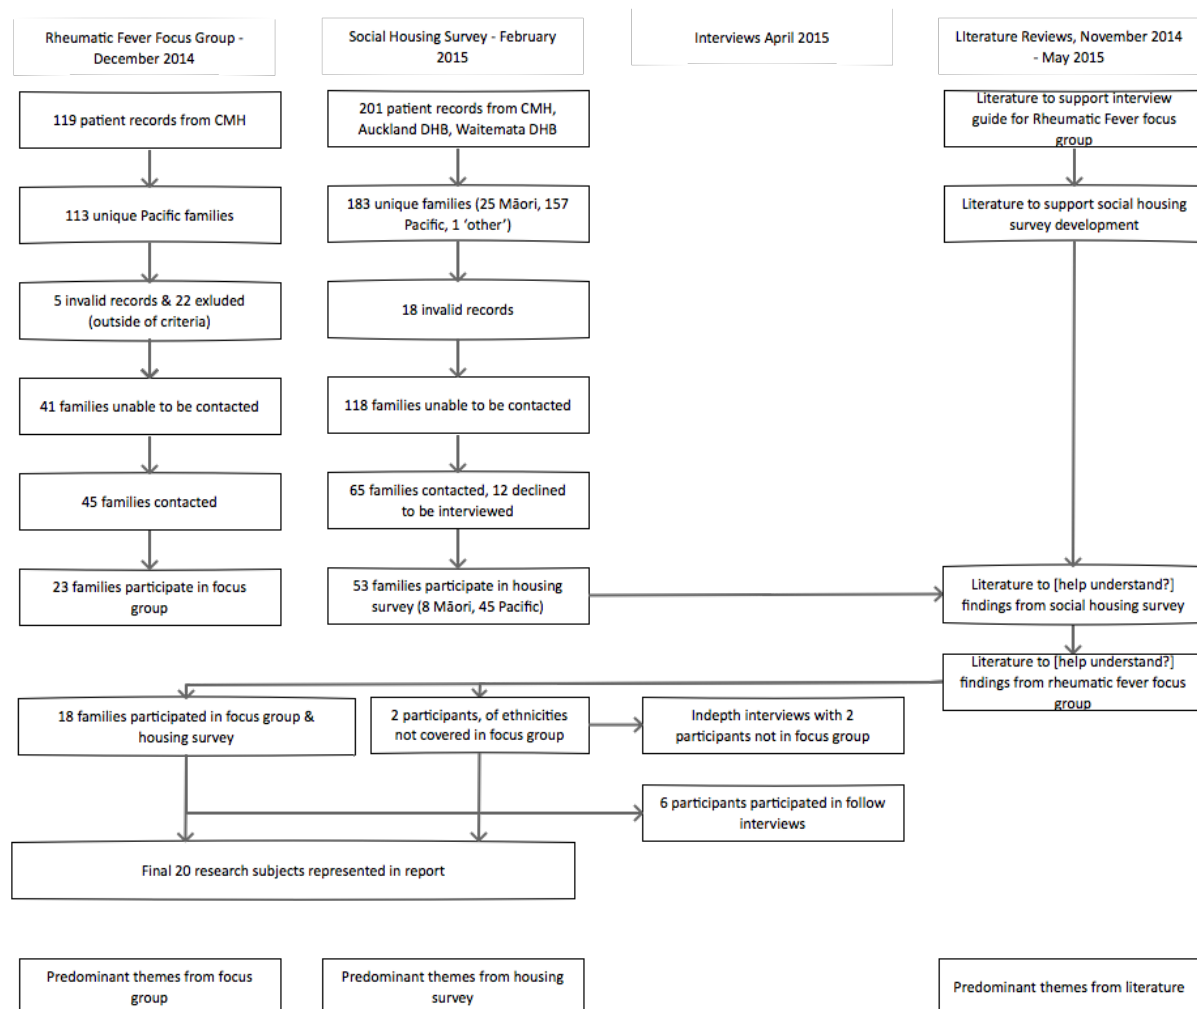 Rheumatic Fever Focus Group -
December 2014
Social Housing Survey - February
2015
Interviews April 2015
Literature Reviews, November 2014
- May 2015
119 patient records from CMH
201 patient records from CMH,
Auckland DHB, Waitemata DHB
Literature to support interview
guide for Rheumatic Fever focus
group
113 unique Pacific families
183 unique families (25 Māori, 157
Pacific, 1 ‘other’)
Literature to support social housing
survey development
5 invalid records & 22 exluded
(outside of criteria)
18 invalid records
41 families unable to be contacted
118 families unable to be contacted
45 families contacted
65 families contacted, 12 declined
to be interviewed
23 families participate in focus
group
53 families participate in housing
survey (8 Māori, 45 Pacific)
Literature to [help understand?]
findings from social housing survey
Literature to [help understand?]
findings from rheumatic fever focus
group
18 families participated in focus group &
housing survey
2 participants, of ethnicities
not covered in focus group
Indepth interviews with 2
participants not in focus group
6 participants participated in follow
interviews
Final 20 research subjects represented in report
Predominant themes from focus
group
Predominant themes from housing
survey
Predominant themes from literature